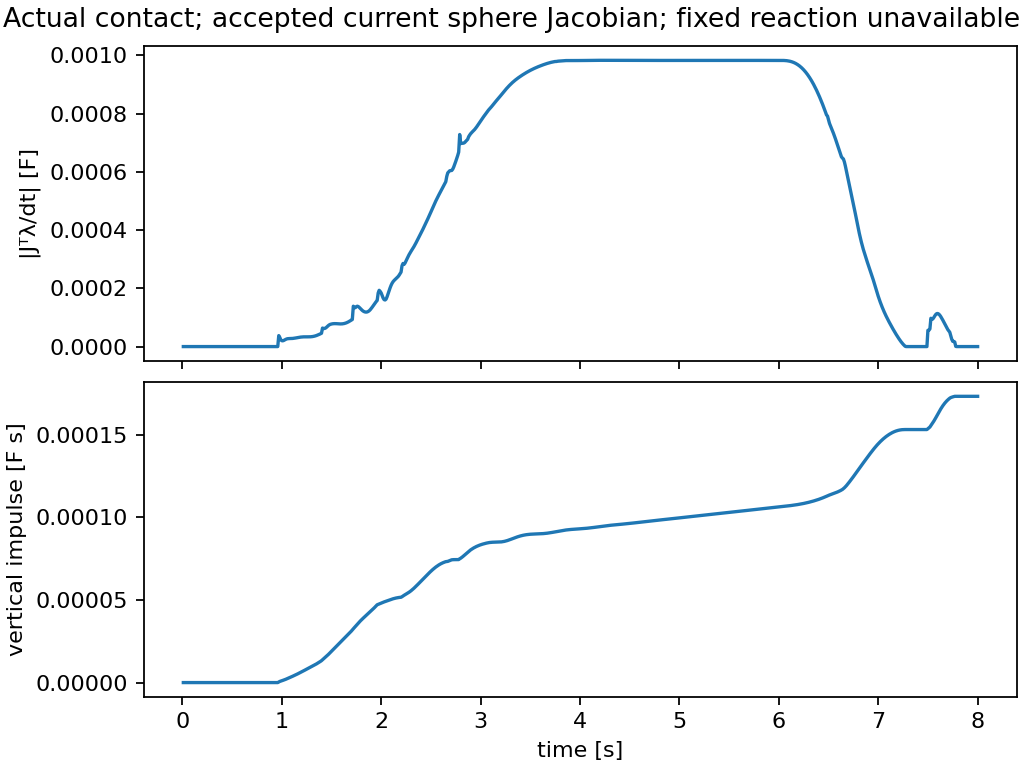 Actual contact; accepted current sphere Jacobian; fixed reaction unavailable
|Jᵀλ/dt| [F]
0.0010
0.0008
0.0006
0.0004
0.0002
0.0000
vertical impulse [F s]
0.00015
0.00010
0.00005
0.00000
0 1 2 3 4 5 6 7 8
time [s]